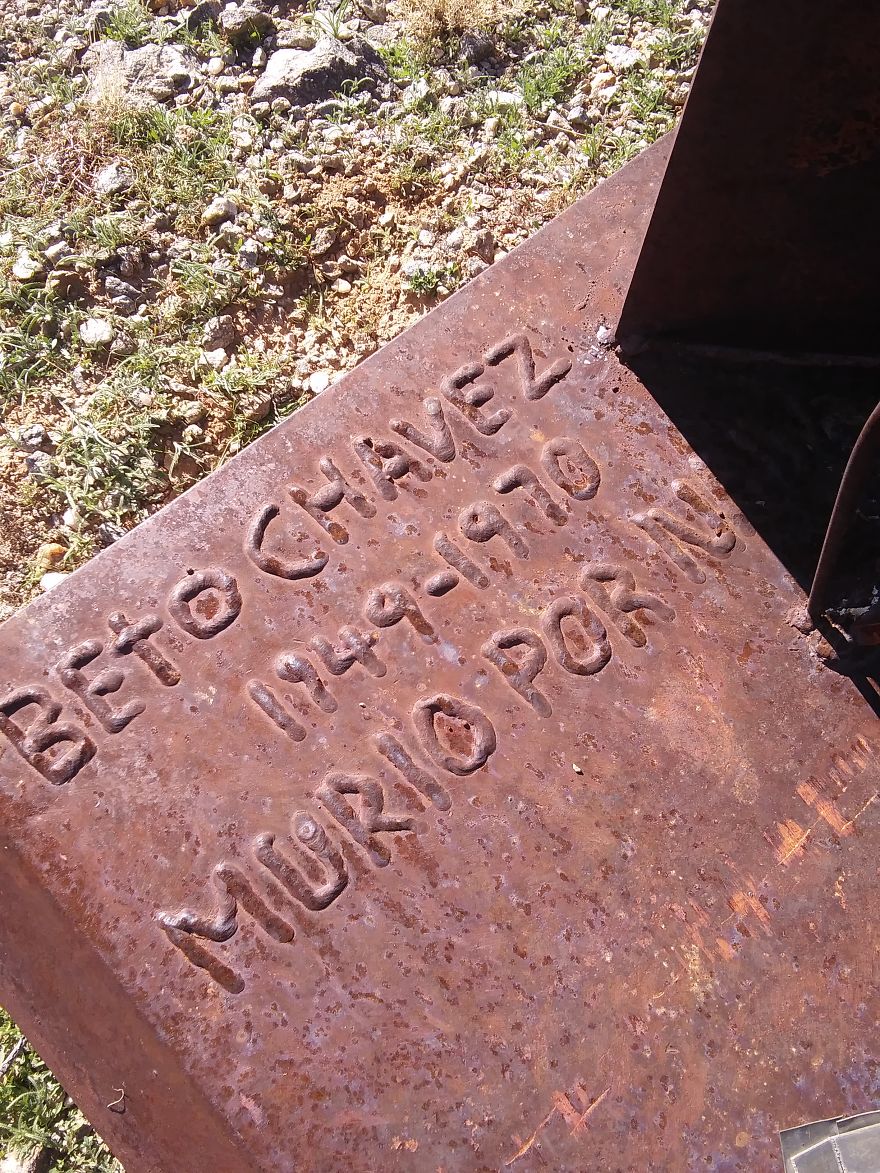 BETO CHAVEZ
1949-1970
MURIO POR N